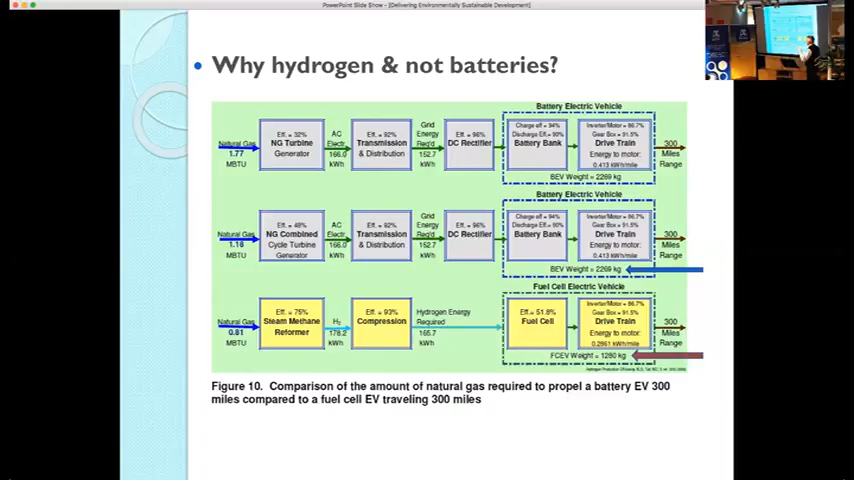 PowerPoint Slide Show - [Delivering Environmentally Sustainable Development]
• Why hydrogen & not batteries?
Battery Electric Vehicle
Natural Gas
1.77
MBTU
Eff. = 32%
NG Turbine
Generator
AC
Electr.
166.0
kWh
Eff. = 92%
Transmission
& Distribution
Grid
Energy
Req'd
152.7
kWh
Eff. = 96%
DC Rectifier
Charge eff = 94%
Discharge Eff. = 90%
Battery Bank
Inverter/Motor = 86.7%
Gear Box = 91.5%
Drive Train
Energy to motor:
0.413 kWh/mile
300
Miles
Range
BEV Weight = 2269 kg
Battery Electric Vehicle
Natural Gas
1.18
MBTU
Eff. = 48%
NG Combined
Cycle Turbine
Generator
AC
Electr.
166.0
kWh
Eff. = 92%
Transmission
& Distribution
Grid
Energy
Req'd
152.7
kWh
Eff. = 96%
DC Rectifier
Charge eff = 94%
Discharge Eff. = 90%
Battery Bank
Inverter/Motor = 86.7%
Gear Box = 91.5%
Drive Train
Energy to motor:
0.413 kWh/mile
300
Miles
Range
BEV Weight = 2269 kg
Fuel Cell Electric Vehicle
Natural Gas
0.81
MBTU
Eff. = 75%
Steam Methane
Reformer
H2
178.2
kWh
Eff. = 93%
Compression
Hydrogen Energy
Required
165.7
kWh
Eff. = 51.8%
Fuel Cell
Inverter/Motor = 86.7%
Gear Box = 91.5%
Drive Train
Energy to motor:
0.2861 kWh/mile
300
Miles
Range
FCEV Weight = 1280 kg
Figure 10. Comparison of the amount of natural gas required to propel a battery EV 300
miles compared to a fuel cell EV traveling 300 miles